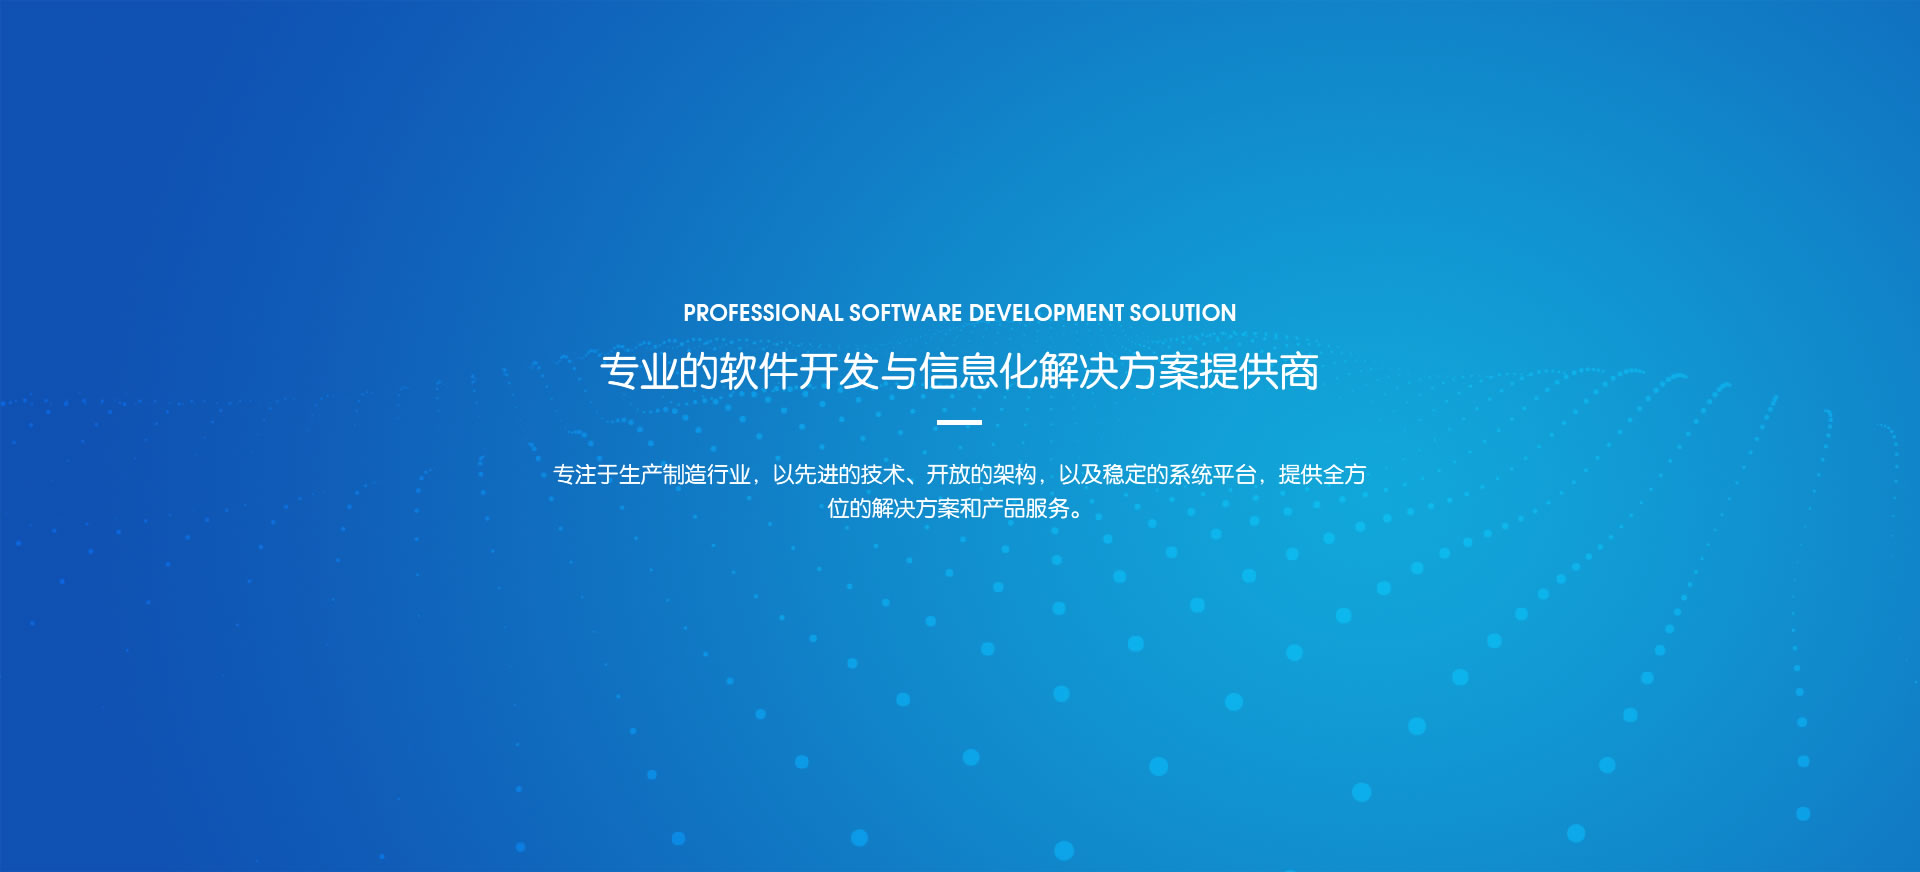 PROFESSIONAL SOFTWARE DEVELOPMENT SOLUTION
专业的软件开发与信息化解决方案提供商
专注于生产制造行业，以先进的技术、开放的架构，以及稳定的系统平台，提供全方
位的解决方案和产品服务。